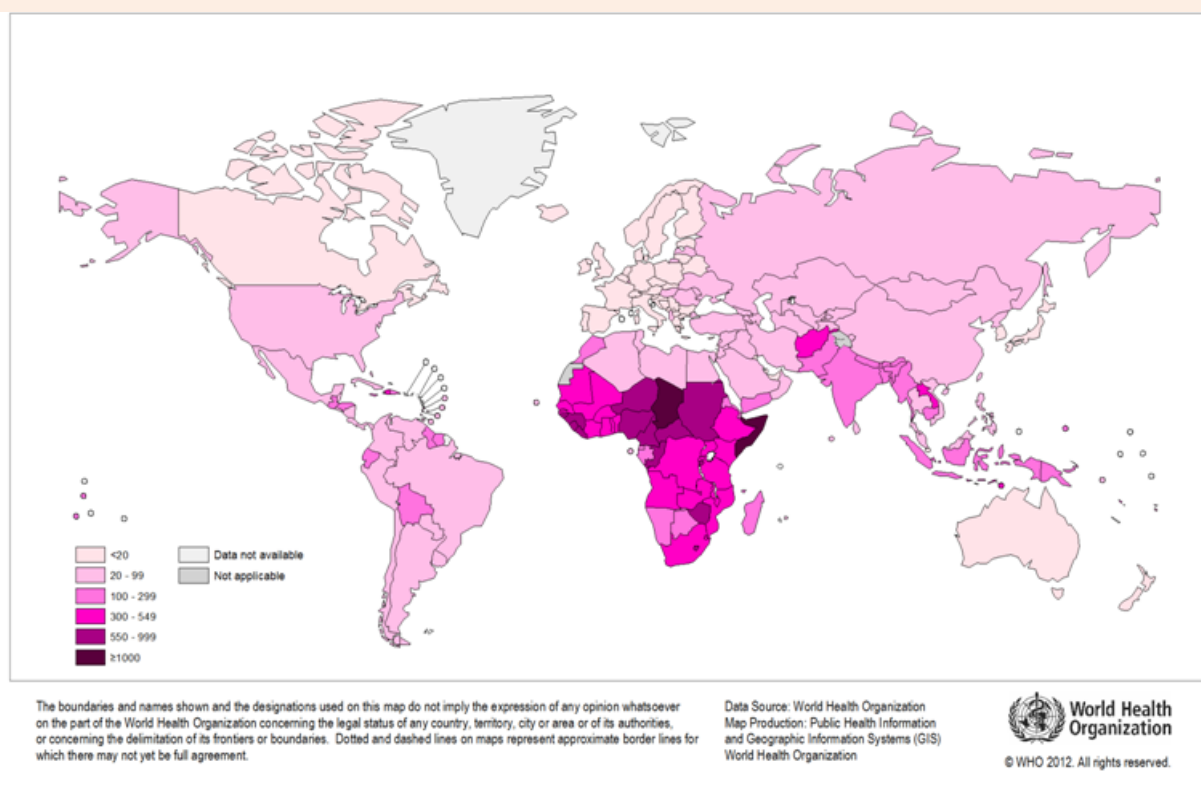 <20
20 - 99
100 - 299
300 - 549
550 - 999
≥1000
Data not available
Not applicable
The boundaries and names shown and the designations used on this map do not imply the expression of any opinion whatsoever
on the part of the World Health Organization concerning the legal status of any country, territory, city or area or of its authorities,
or concerning the delimitation of its frontiers or boundaries. Dotted and dashed lines on maps represent approximate border lines for
which there may not yet be full agreement.
Data Source: World Health Organization
Map Production: Public Health Information
and Geographic Information Systems (GIS)
World Health Organization
World Health
Organization
© WHO 2012. All rights reserved.